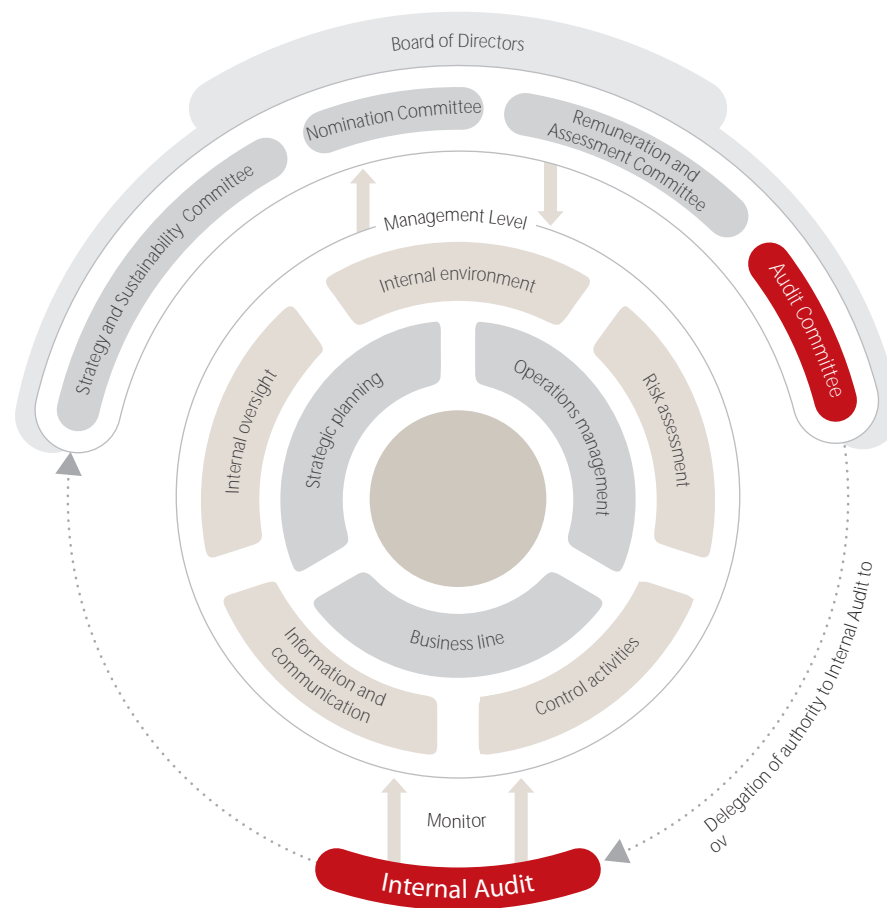 Board of Directors
Nomination Committee
Remuneration and
Assessment Committee
Strategy and Sustainability Committee
Audit Committee
Management Level
Internal environment
Internal oversight
Risk assessment
Strategic planning
Operations management
Business line
Information and
communication
Control activities
Delegation of authority to Internal Audit to
ov
Monitor
Internal Audit